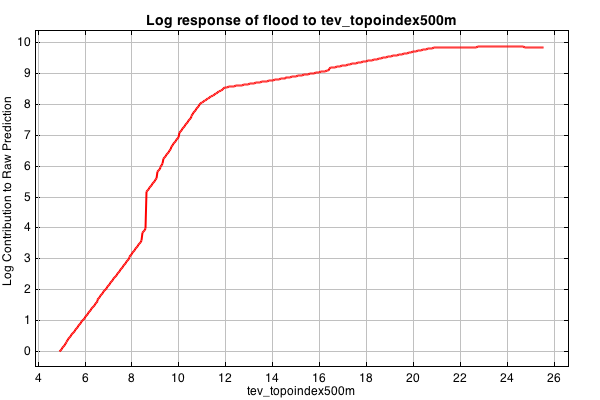 Log response of flood to tev_topoindex500m
Log Contribution to Raw Prediction
10
9
8
7
6
5
4
3
2
1
0
4 6 8 10 12 14 16 18 20 22 24 26
tev_topoindex500m